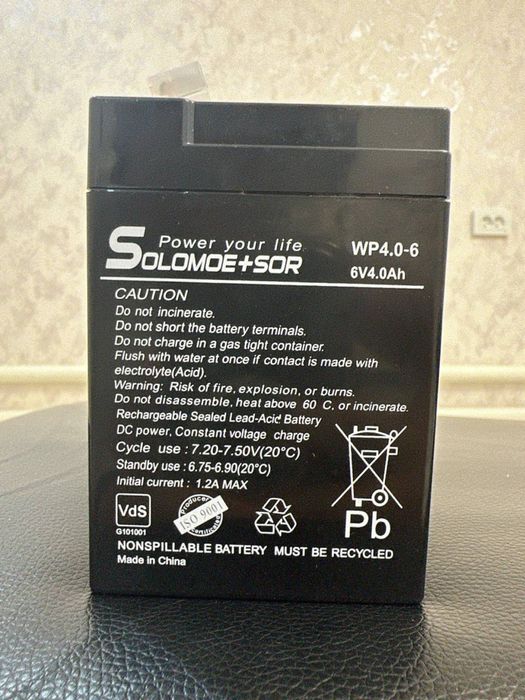 Power your life
SOLOMOE+SOR
WP4.0-6
6V4.0Ah
CAUTION
Do not incinerate.
Do not short the battery terminals.
Do not charge in a gas tight container.
Flush with water at once if contact is made with
electrolyte(Acid).
Warning: Risk of fire, explosion, or burns.
Do not disassemble, heat above 60 C, or incinerate.
Rechargeable Sealed Lead-Acid Battery
DC power, Constant voltage charge
Cycle use : 7.20-7.50V(20°C)
Standby use : 6.75-6.90(20°C)
Initial current : 1.2A MAX
VdS
G101001
Producer
ISO 9001
Pb
NONSPILLABLE BATTERY MUST BE RECYCLED
Made in China